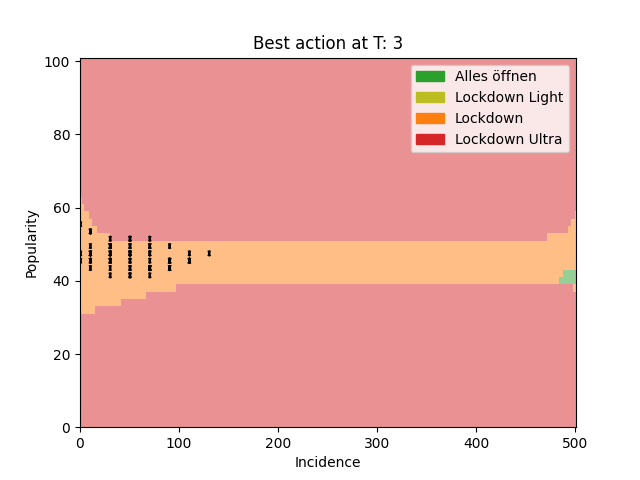 Best action at T: 3
Alles öffnen
Lockdown Light
Lockdown
Lockdown Ultra
Popularity
100
80
60
40
20
0
0 100 200 300 400 500
Incidence